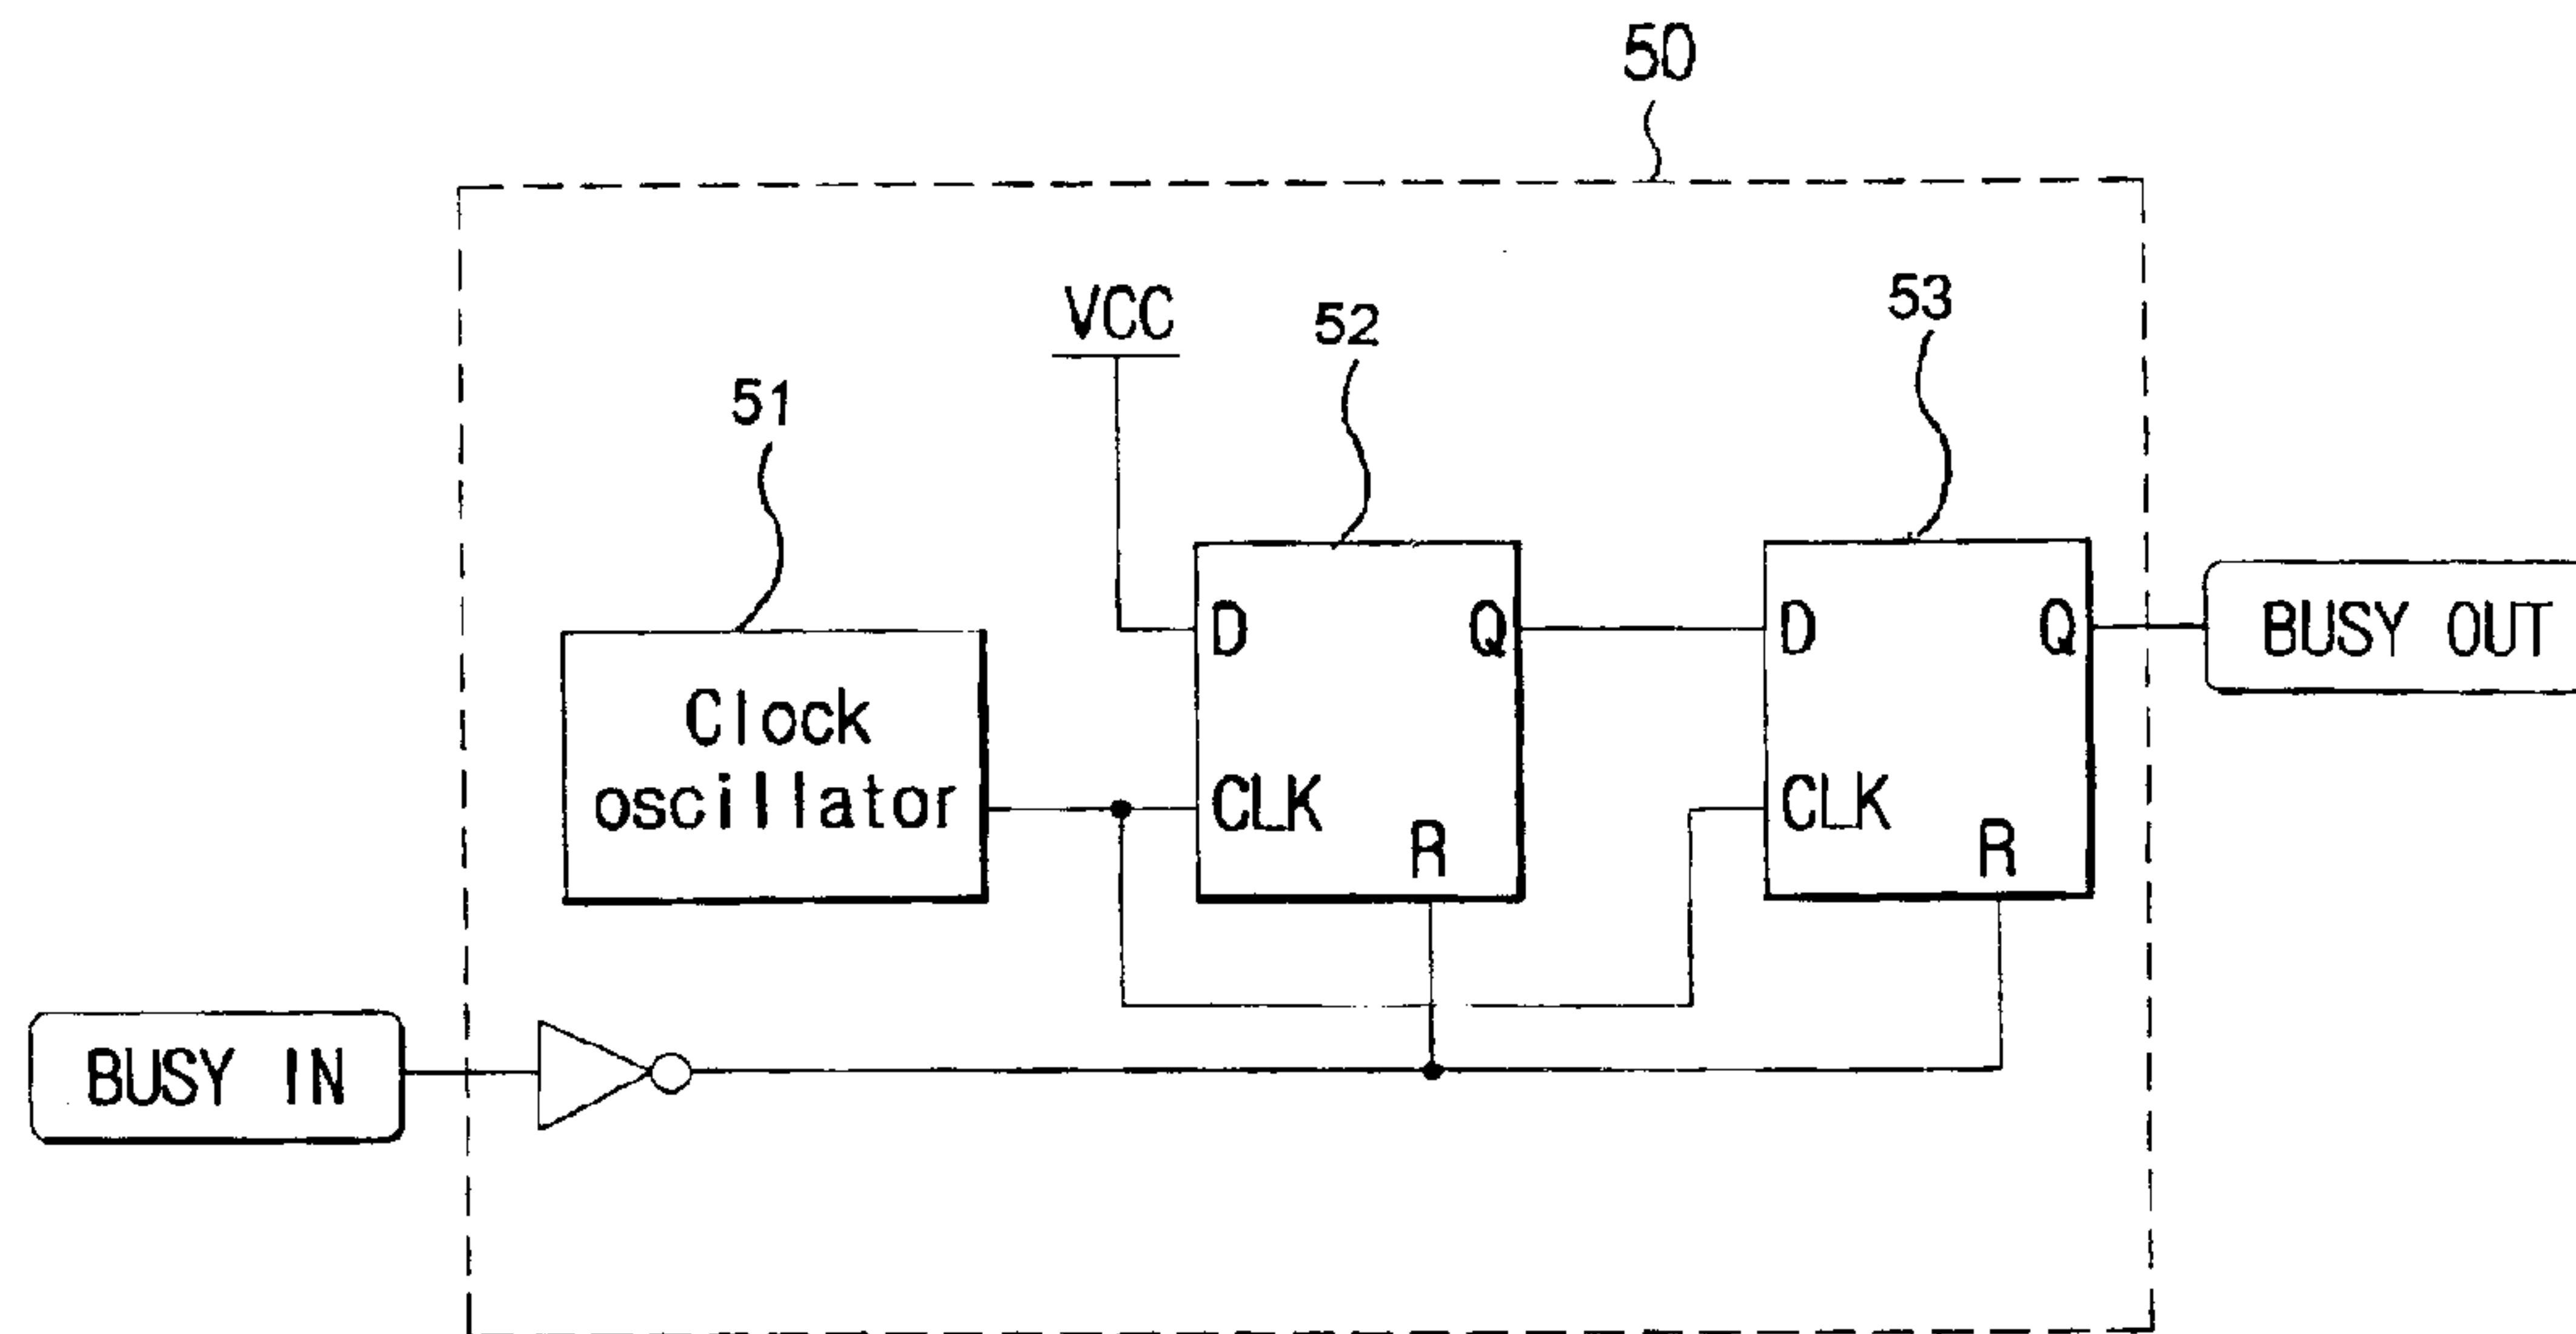 50
VCC
52
53
51
D
Q
D
Q
BUSY OUT
Clock
oscillator
CLK
R
CLK
R
BUSY IN